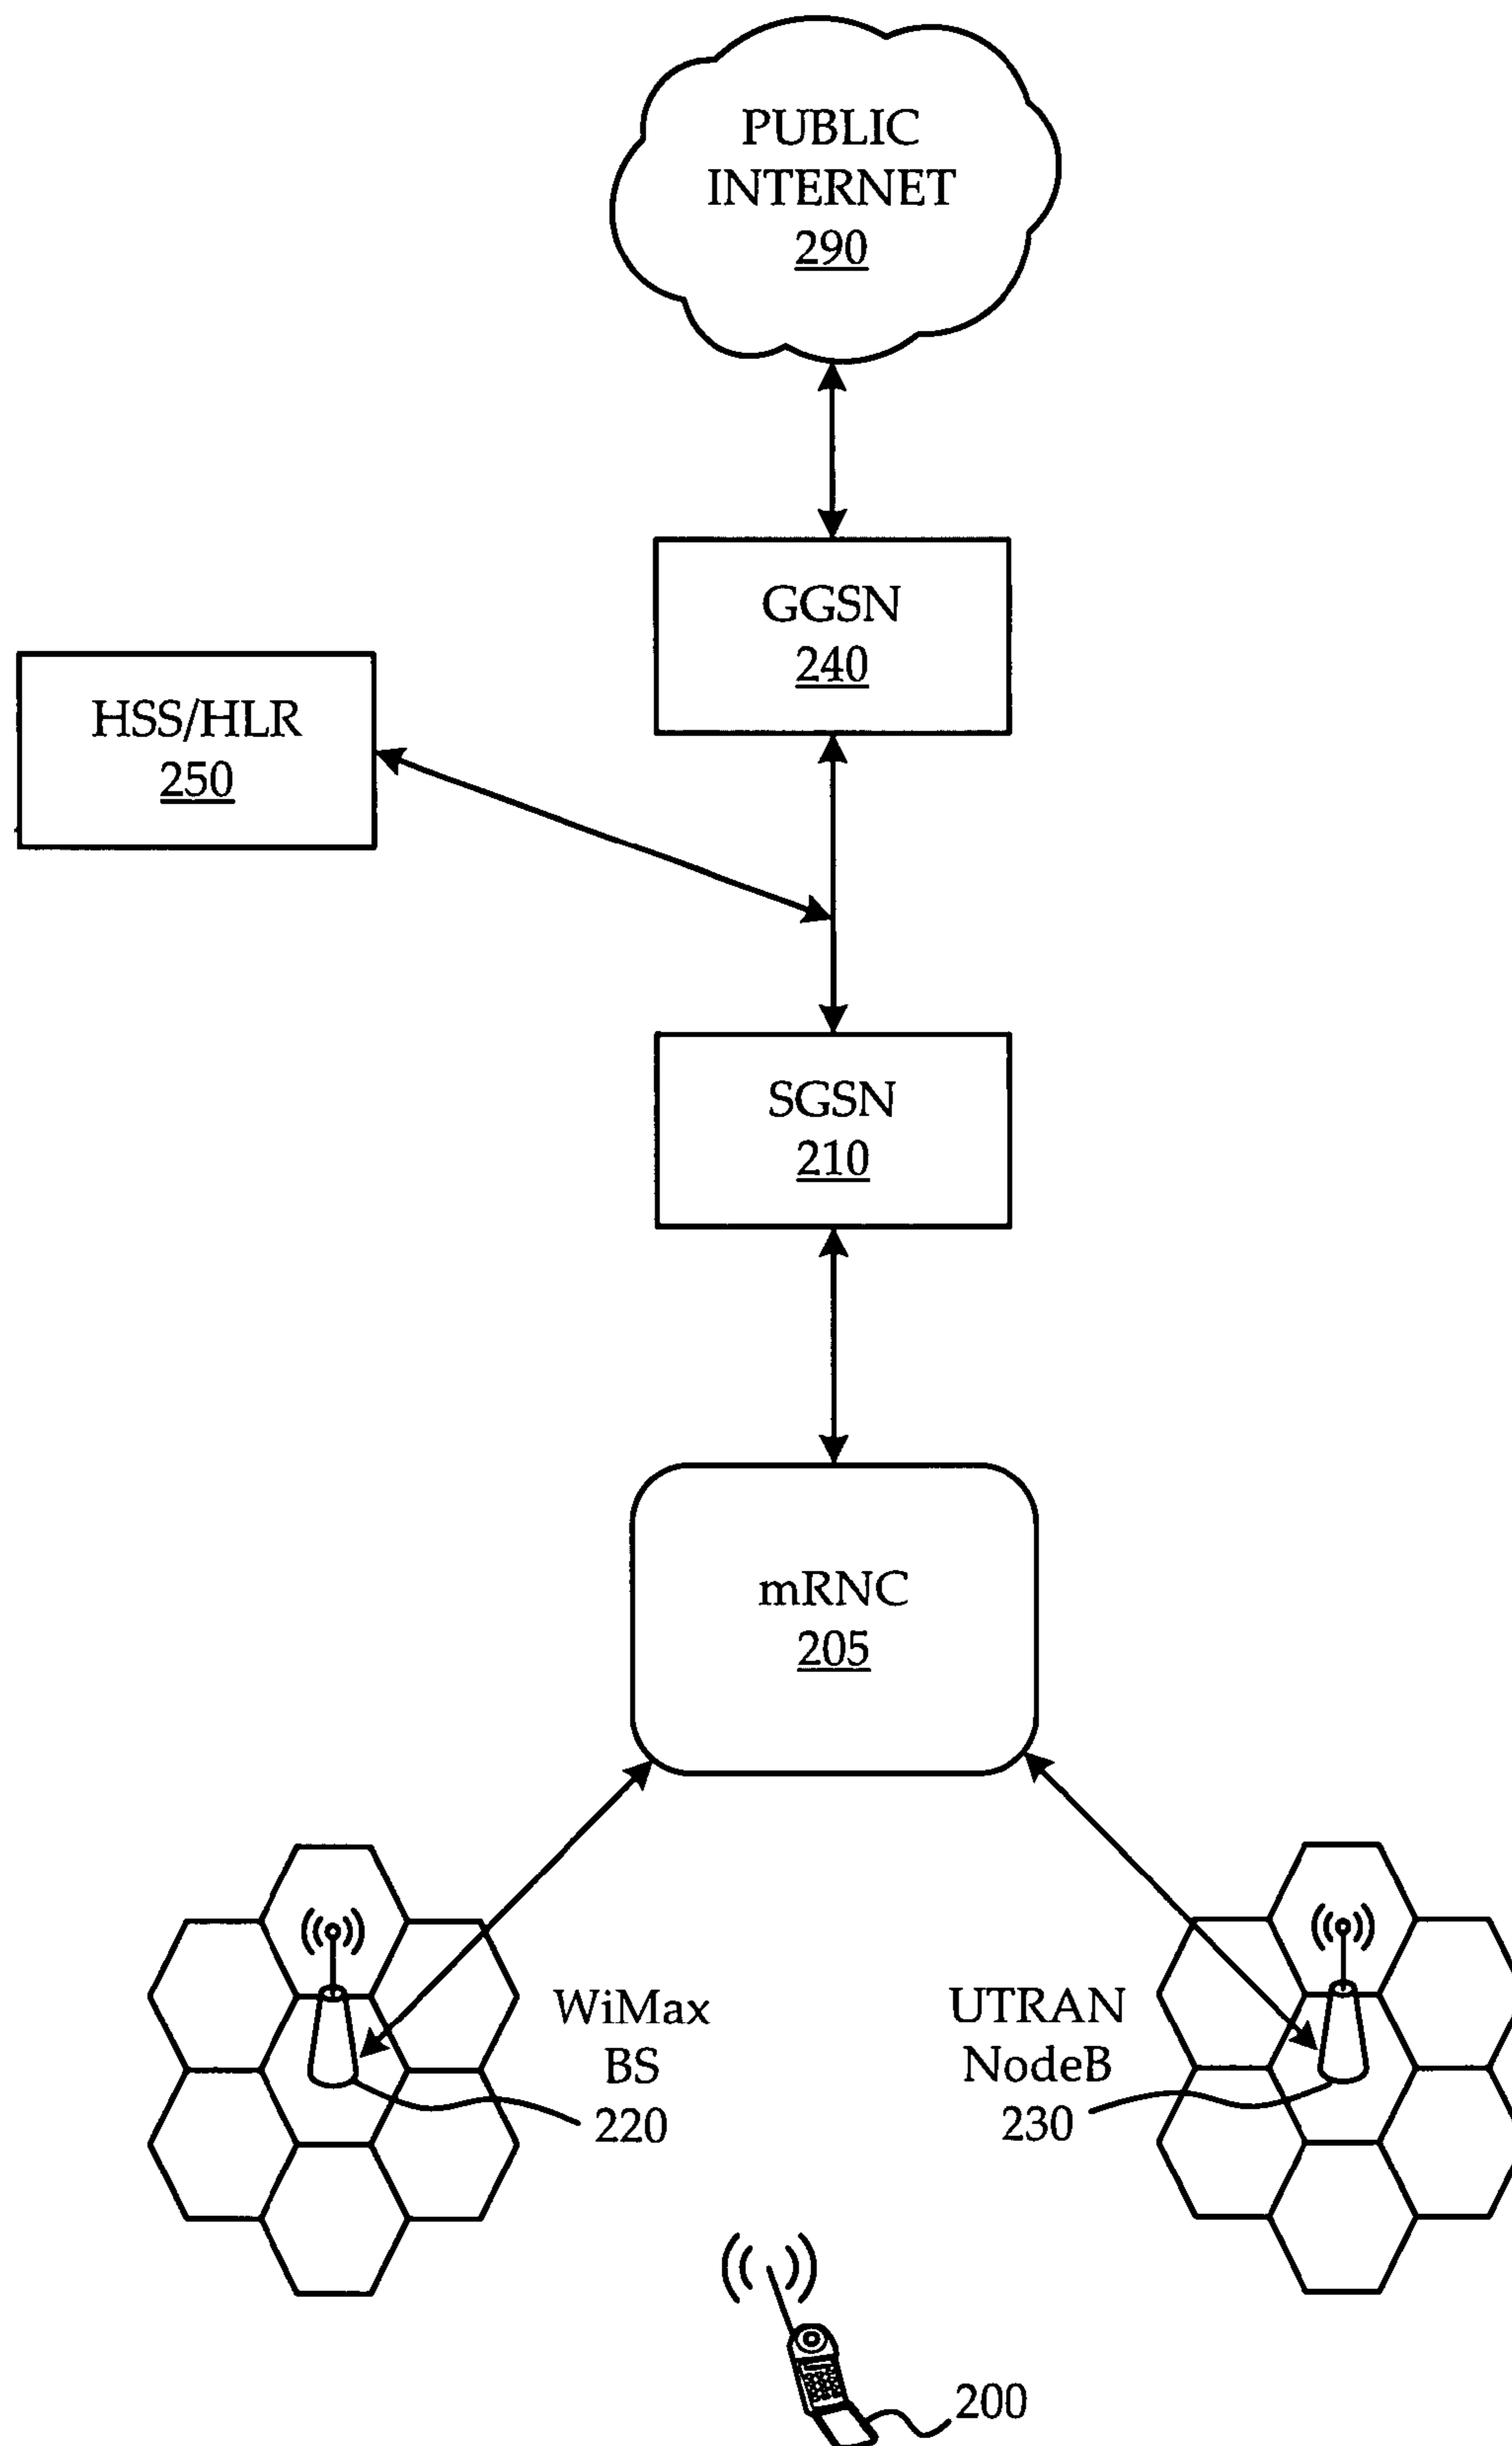 PUBLIC
INTERNET
290
GGSN
240
HSS/HLR
250
SGSN
210
mRNC
205
WiMax
BS
220
UTRAN
NodeB
230
200